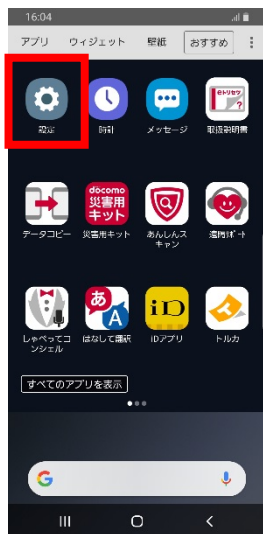 16:04
アプリ ウィジェット 壁紙 おすすめ
eトリセツ
?
設定 時計 メッセージ 取扱説明書
docomo
災害用
キット
データコピー 災害用キット あんしんス
キャン 遠隔サポート
あ
A
iD
しゃべってコ
ンシェル はなして翻訳 iDアプリ トルカ
すべてのアプリを表示
G